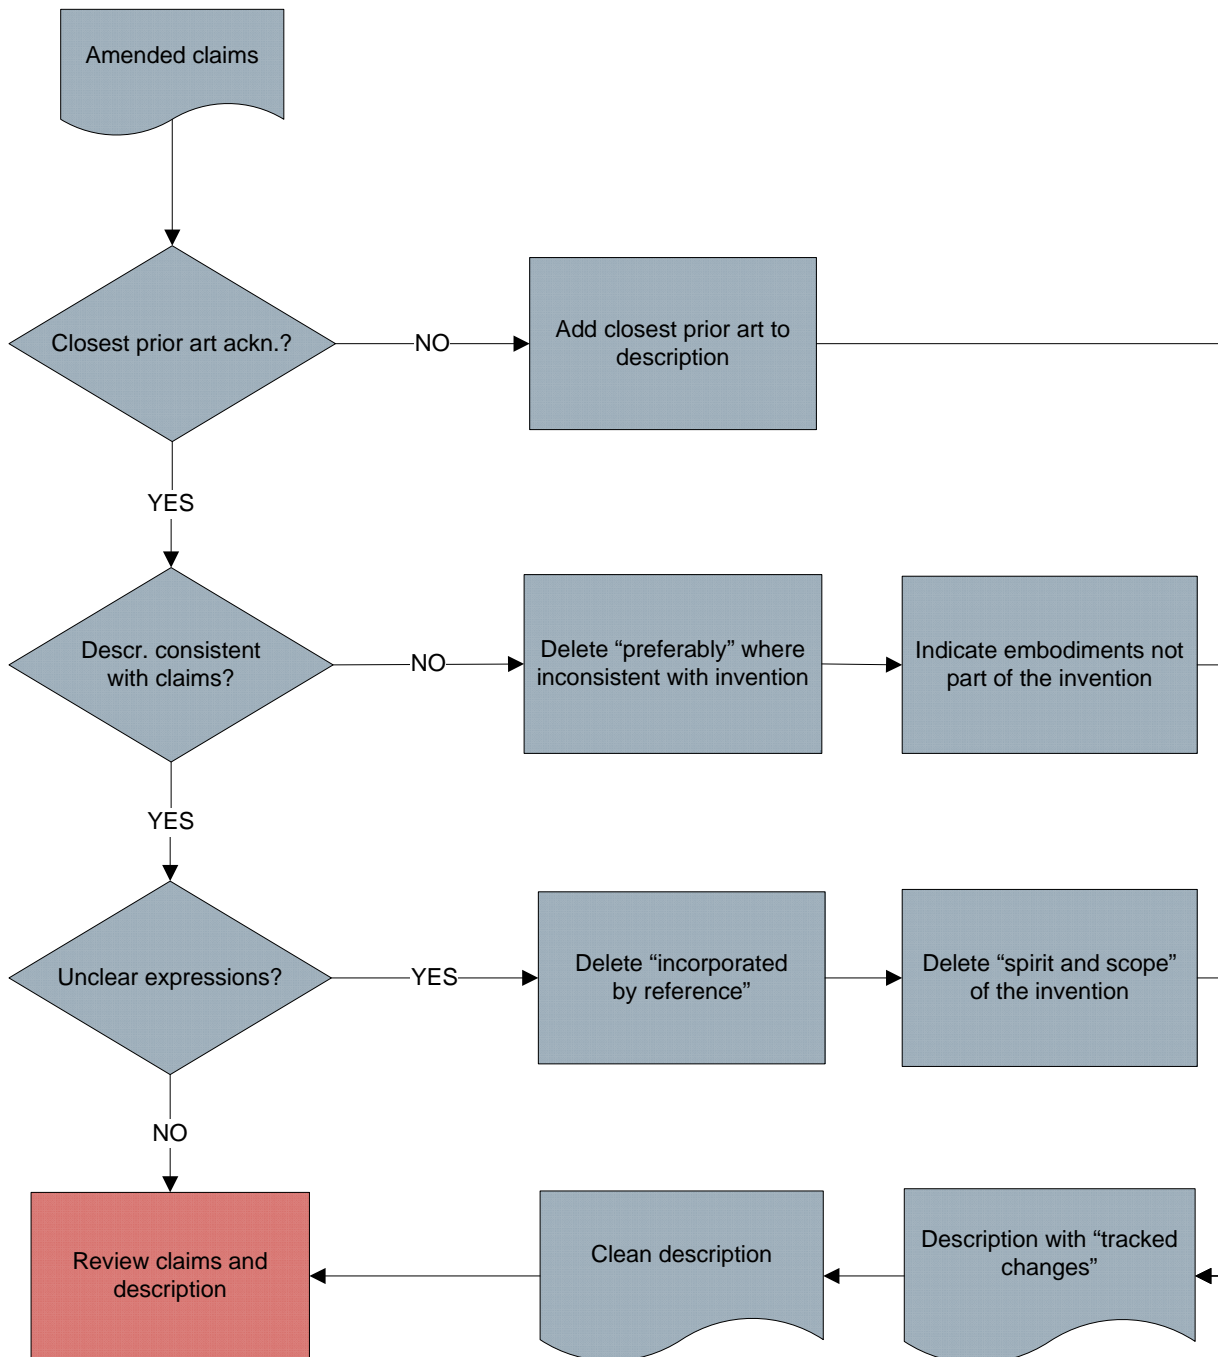 Amended claims
Closest prior art ackn.?
NO
Add closest prior art to
description
YES
Descr. consistent
with claims?
NO
Delete “preferably” where
inconsistent with invention
Indicate embodiments not
part of the invention
YES
Unclear expressions?
YES
Delete “incorporated
by reference”
Delete “spirit and scope”
of the invention
NO
Review claims and
description
Clean description
Description with “tracked
changes”